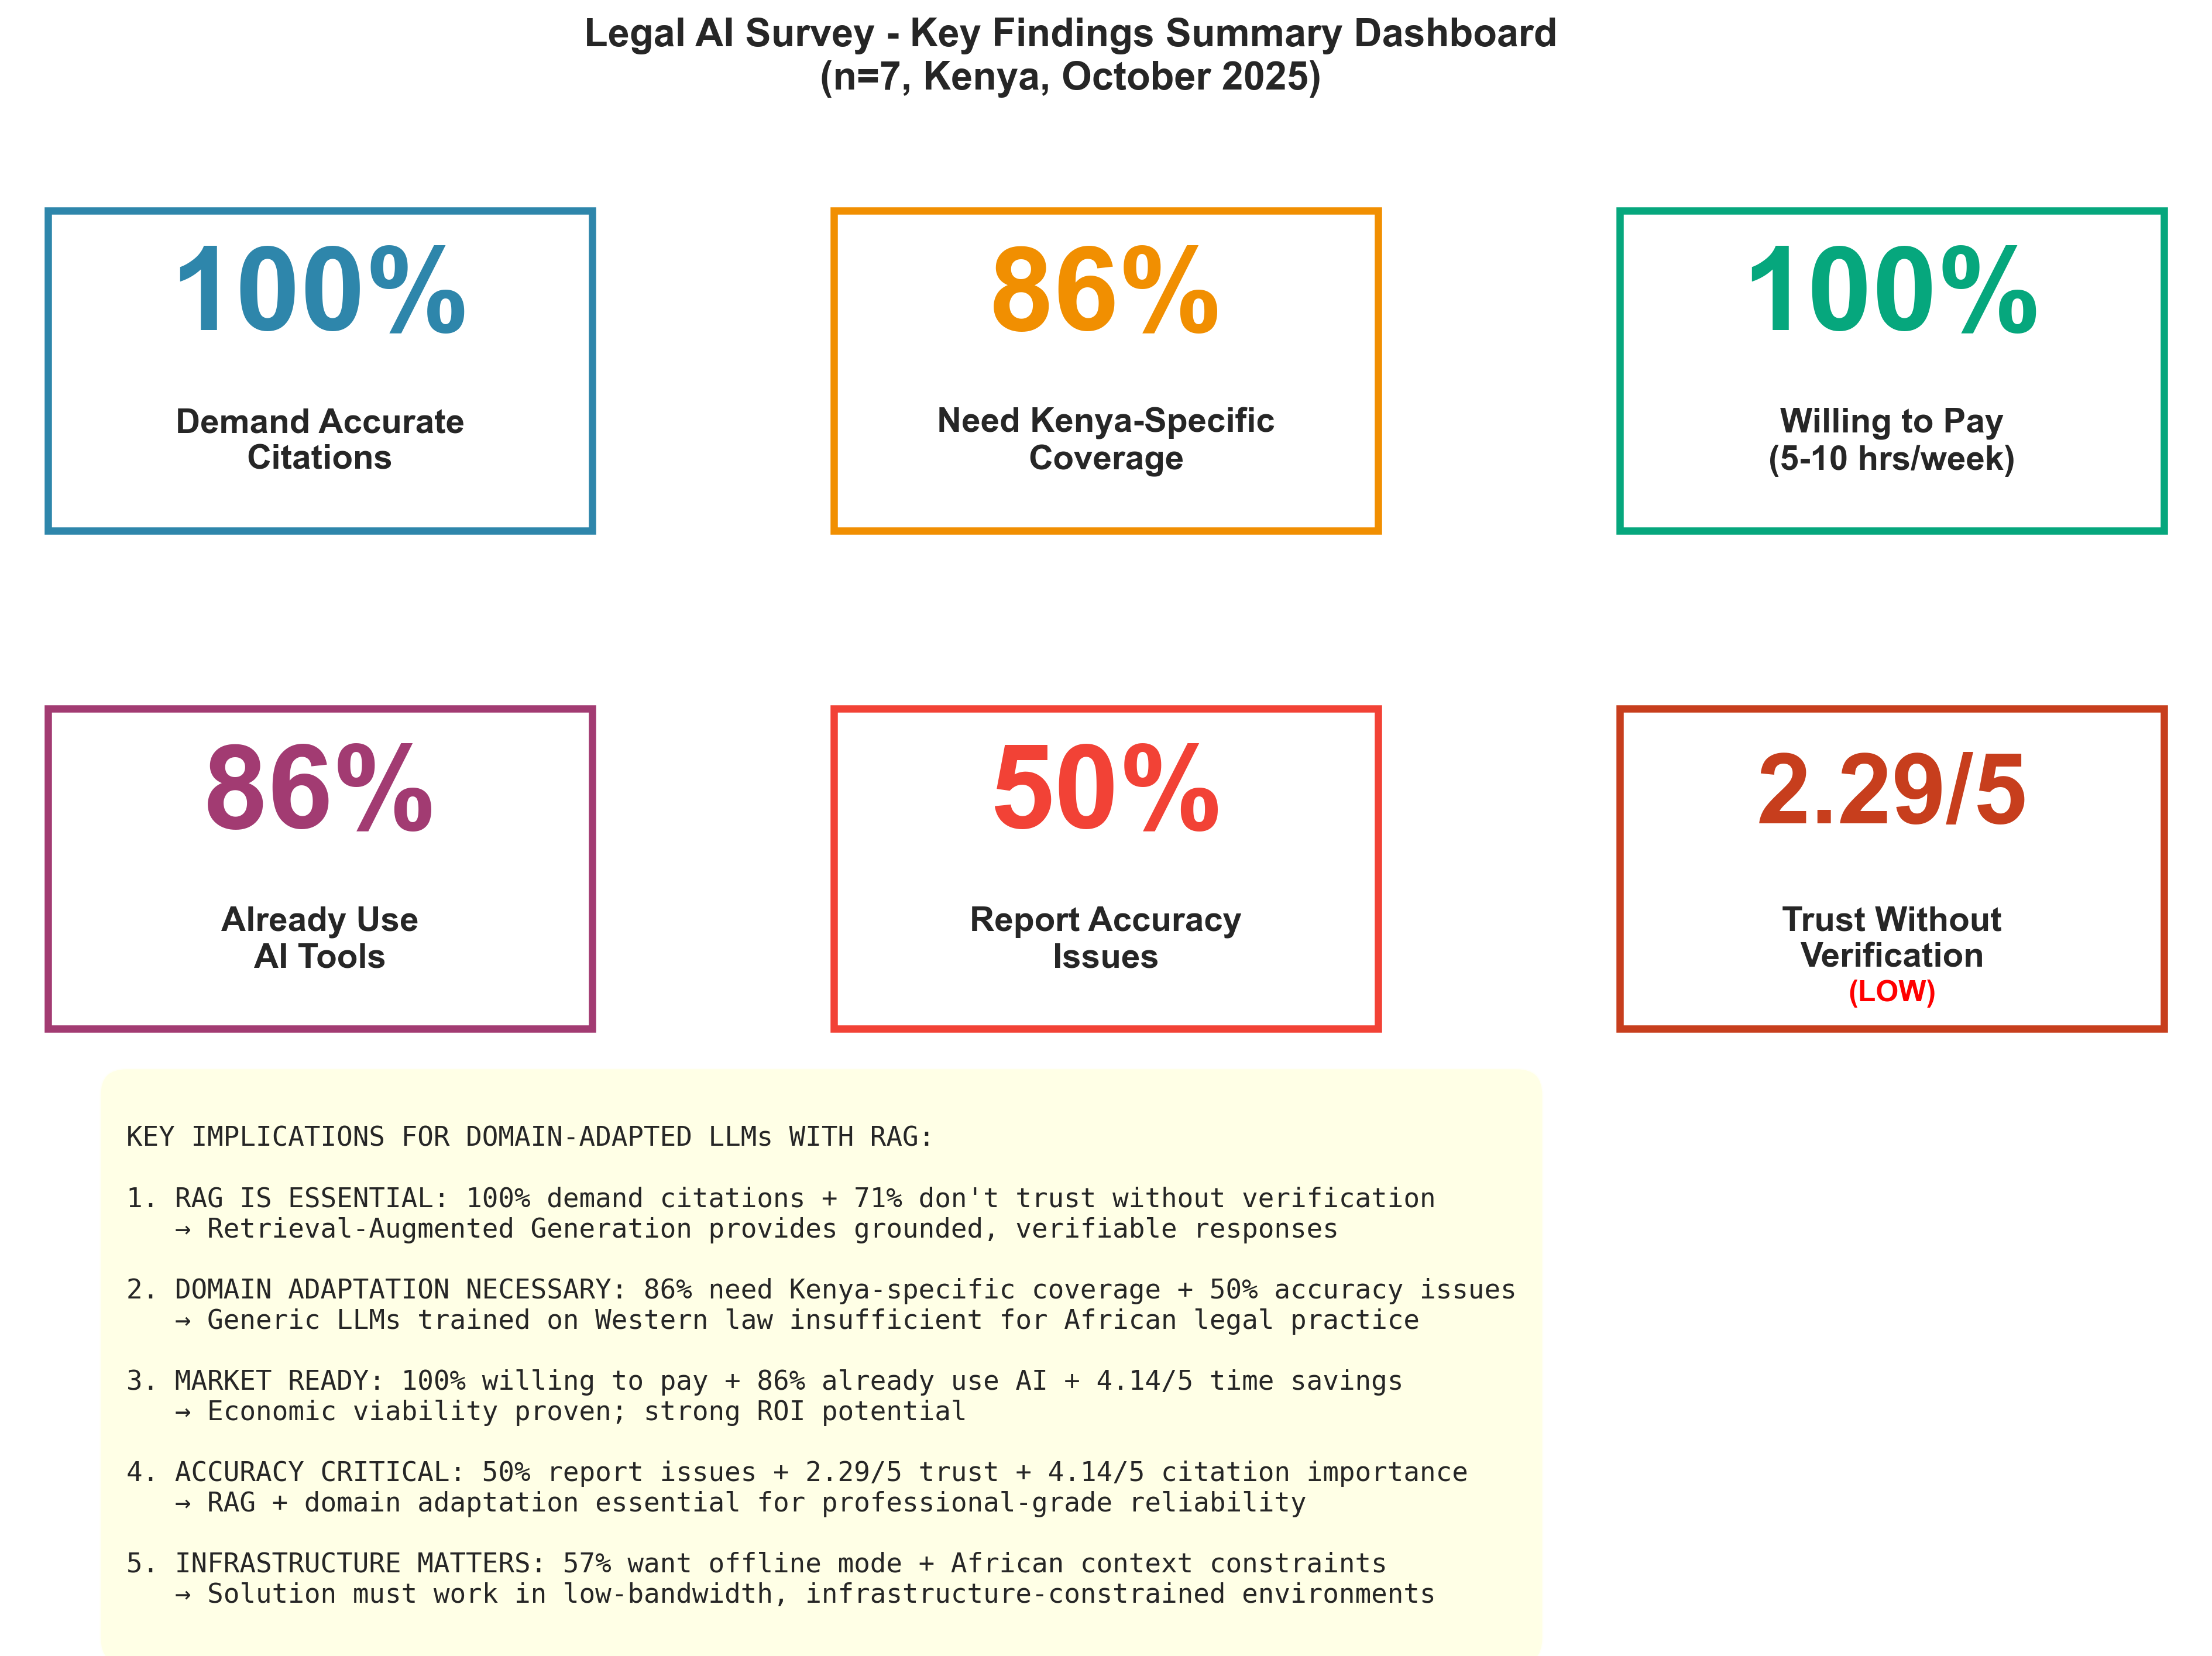 Legal AI Survey - Key Findings Summary Dashboard
(n=7, Kenya, October 2025)
100%
Demand Accurate
Citations
86%
Need Kenya-Specific
Coverage
100%
Willing to Pay
(5-10 hrs/week)
86%
Already Use
AI Tools
50%
Report Accuracy
Issues
2.29/5
Trust Without
Verification
(LOW)
KEY IMPLICATIONS FOR DOMAIN-ADAPTED LLMs WITH RAG:
1. RAG IS ESSENTIAL: 100% demand citations + 71% don't trust without verification
→ Retrieval-Augmented Generation provides grounded, verifiable responses
2. DOMAIN ADAPTATION NECESSARY: 86% need Kenya-specific coverage + 50% accuracy issues
→ Generic LLMs trained on Western law insufficient for African legal practice
3. MARKET READY: 100% willing to pay + 86% already use AI + 4.14/5 time savings
→ Economic viability proven; strong ROI potential
4. ACCURACY CRITICAL: 50% report issues + 2.29/5 trust + 4.14/5 citation importance
→ RAG + domain adaptation essential for professional-grade reliability
5. INFRASTRUCTURE MATTERS: 57% want offline mode + African context constraints
→ Solution must work in low-bandwidth, infrastructure-constrained environments